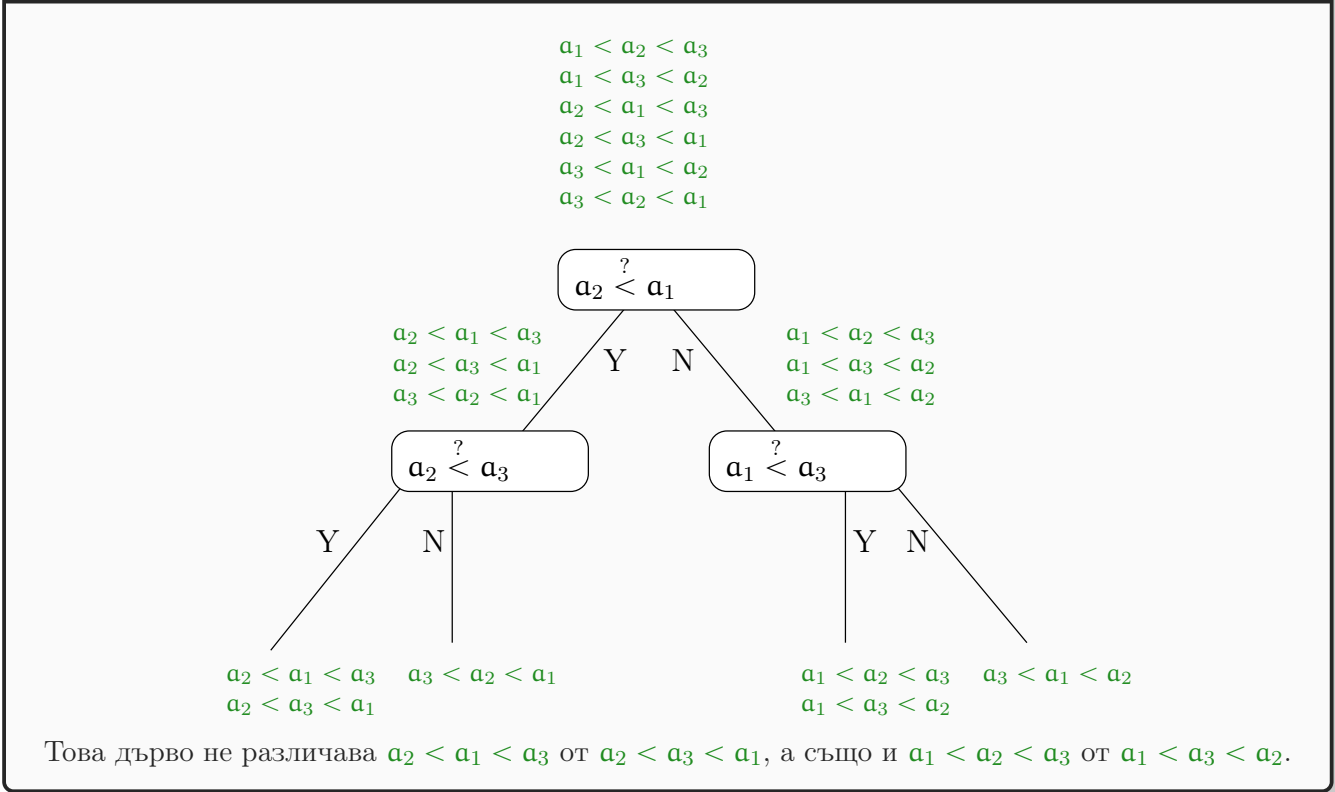 a₁ < a₂ < a₃
a₁ < a₃ < a₂
a₂ < a₁ < a₃
a₂ < a₃ < a₁
a₃ < a₁ < a₂
a₃ < a₂ < a₁
?
a₂ < a₁
a₂ < a₁ < a₃
a₂ < a₃ < a₁
a₃ < a₂ < a₁
Y N
a₁ < a₂ < a₃
a₁ < a₃ < a₂
a₃ < a₁ < a₂
?
a₂ < a₃
?
a₁ < a₃
Y N
Y N
a₂ < a₁ < a₃
a₂ < a₃ < a₁
a₃ < a₂ < a₁
a₁ < a₂ < a₃
a₁ < a₃ < a₂
a₃ < a₁ < a₂
Това дърво не различава a₂ < a₁ < a₃ от a₂ < a₃ < a₁, а също и a₁ < a₂ < a₃ от a₁ < a₃ < a₂.